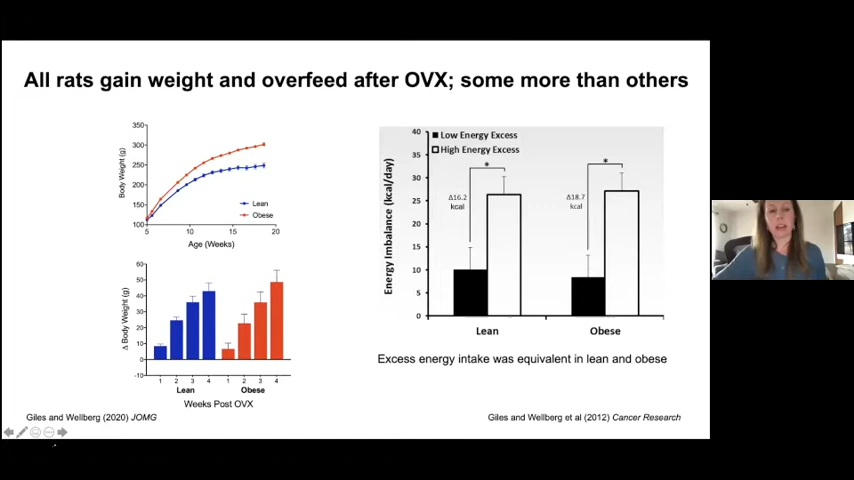 All rats gain weight and overfeed after OVX; some more than others
350
300
250
200
150
100
Body Weight (g)
Lean
Obese
5 10 15 20
Age (Weeks)
60
50
40
30
20
10
0
-10
Δ Body Weight (g)
1 2 3 4 1 2 3 4
Lean Obese
Weeks Post OVX
Giles and Wellberg (2020) JOMG
40
35
30
25
20
15
10
5
0
Energy Imbalance (kcal/day)
Low Energy Excess
High Energy Excess
* *
Δ16.2
kcal
Δ18.7
kcal
Lean Obese
Excess energy intake was equivalent in lean and obese
Giles and Wellberg et al (2012) Cancer Research